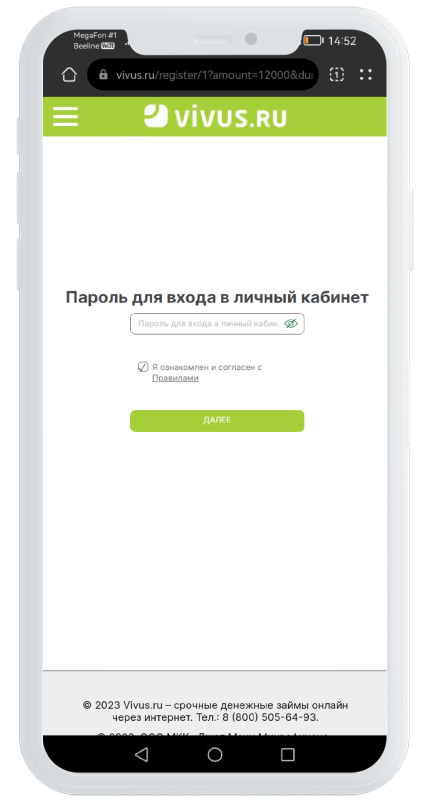 MegaFon #1
Beeline
14:52
vivus.ru/register/1?amount=12000&du
1
vivus.ru
Пароль для входа в личный кабинет
Пароль для входа в личный кабин
Я ознакомлен и согласен с
Правилами
ДАЛЕЕ
© 2023 Vivus.ru – срочные денежные займы онлайн
через интернет. Тел.: 8 (800) 505-64-93.